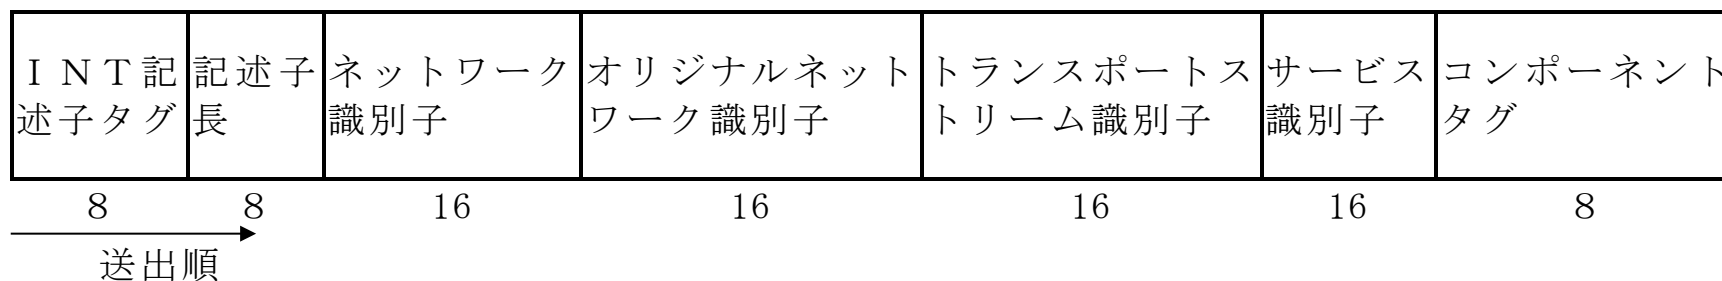 ＩＮＴ記述子タグ
記述子長
ネットワーク識別子
オリジナルネットワーク識別子
トランスポートストリーム識別子
サービス識別子
コンポーネントタグ
8 8 16 16 16 16 8
送出順